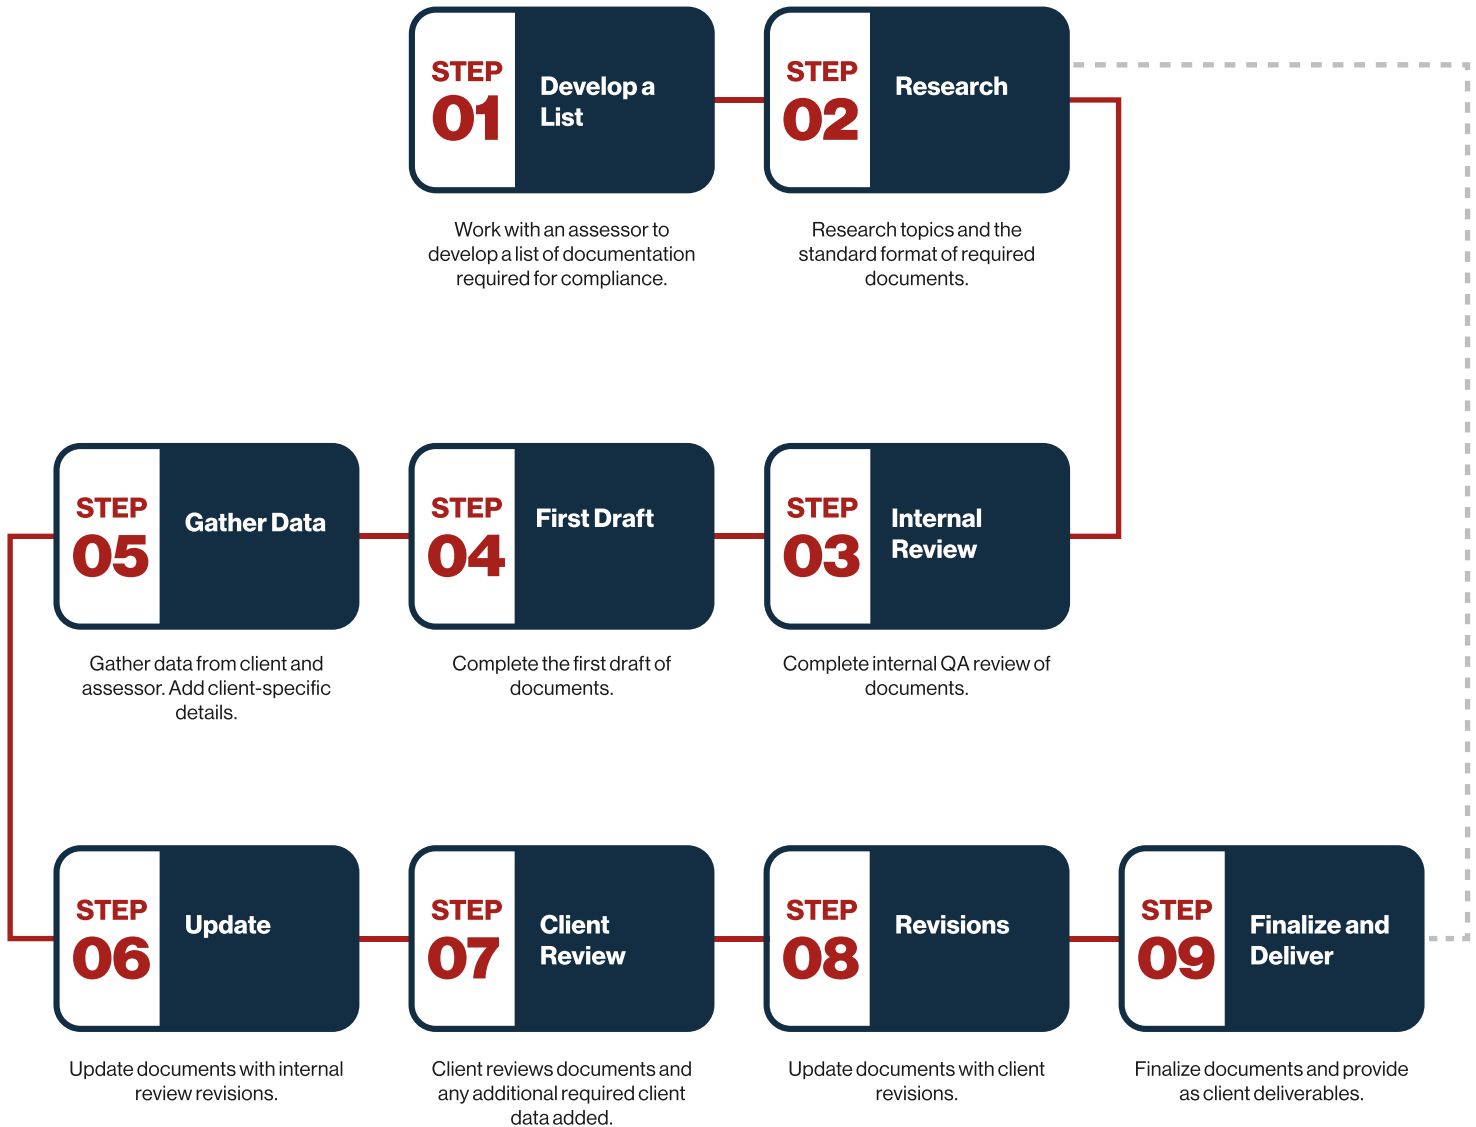 STEP
01
Develop a
List
Work with an assessor to
develop a list of documentation
required for compliance.
STEP
02
Research
Research topics and the
standard format of required
documents.
STEP
03
Internal
Review
Complete internal QA review of
documents.
STEP
04
First Draft
Complete the first draft of
documents.
STEP
05
Gather Data
Gather data from client and
assessor. Add client-specific
details.
STEP
06
Update
Update documents with internal
review revisions.
STEP
07
Client
Review
Client reviews documents and
any additional required client
data added.
STEP
08
Revisions
Update documents with client
revisions.
STEP
09
Finalize and
Deliver
Finalize documents and provide
as client deliverables.